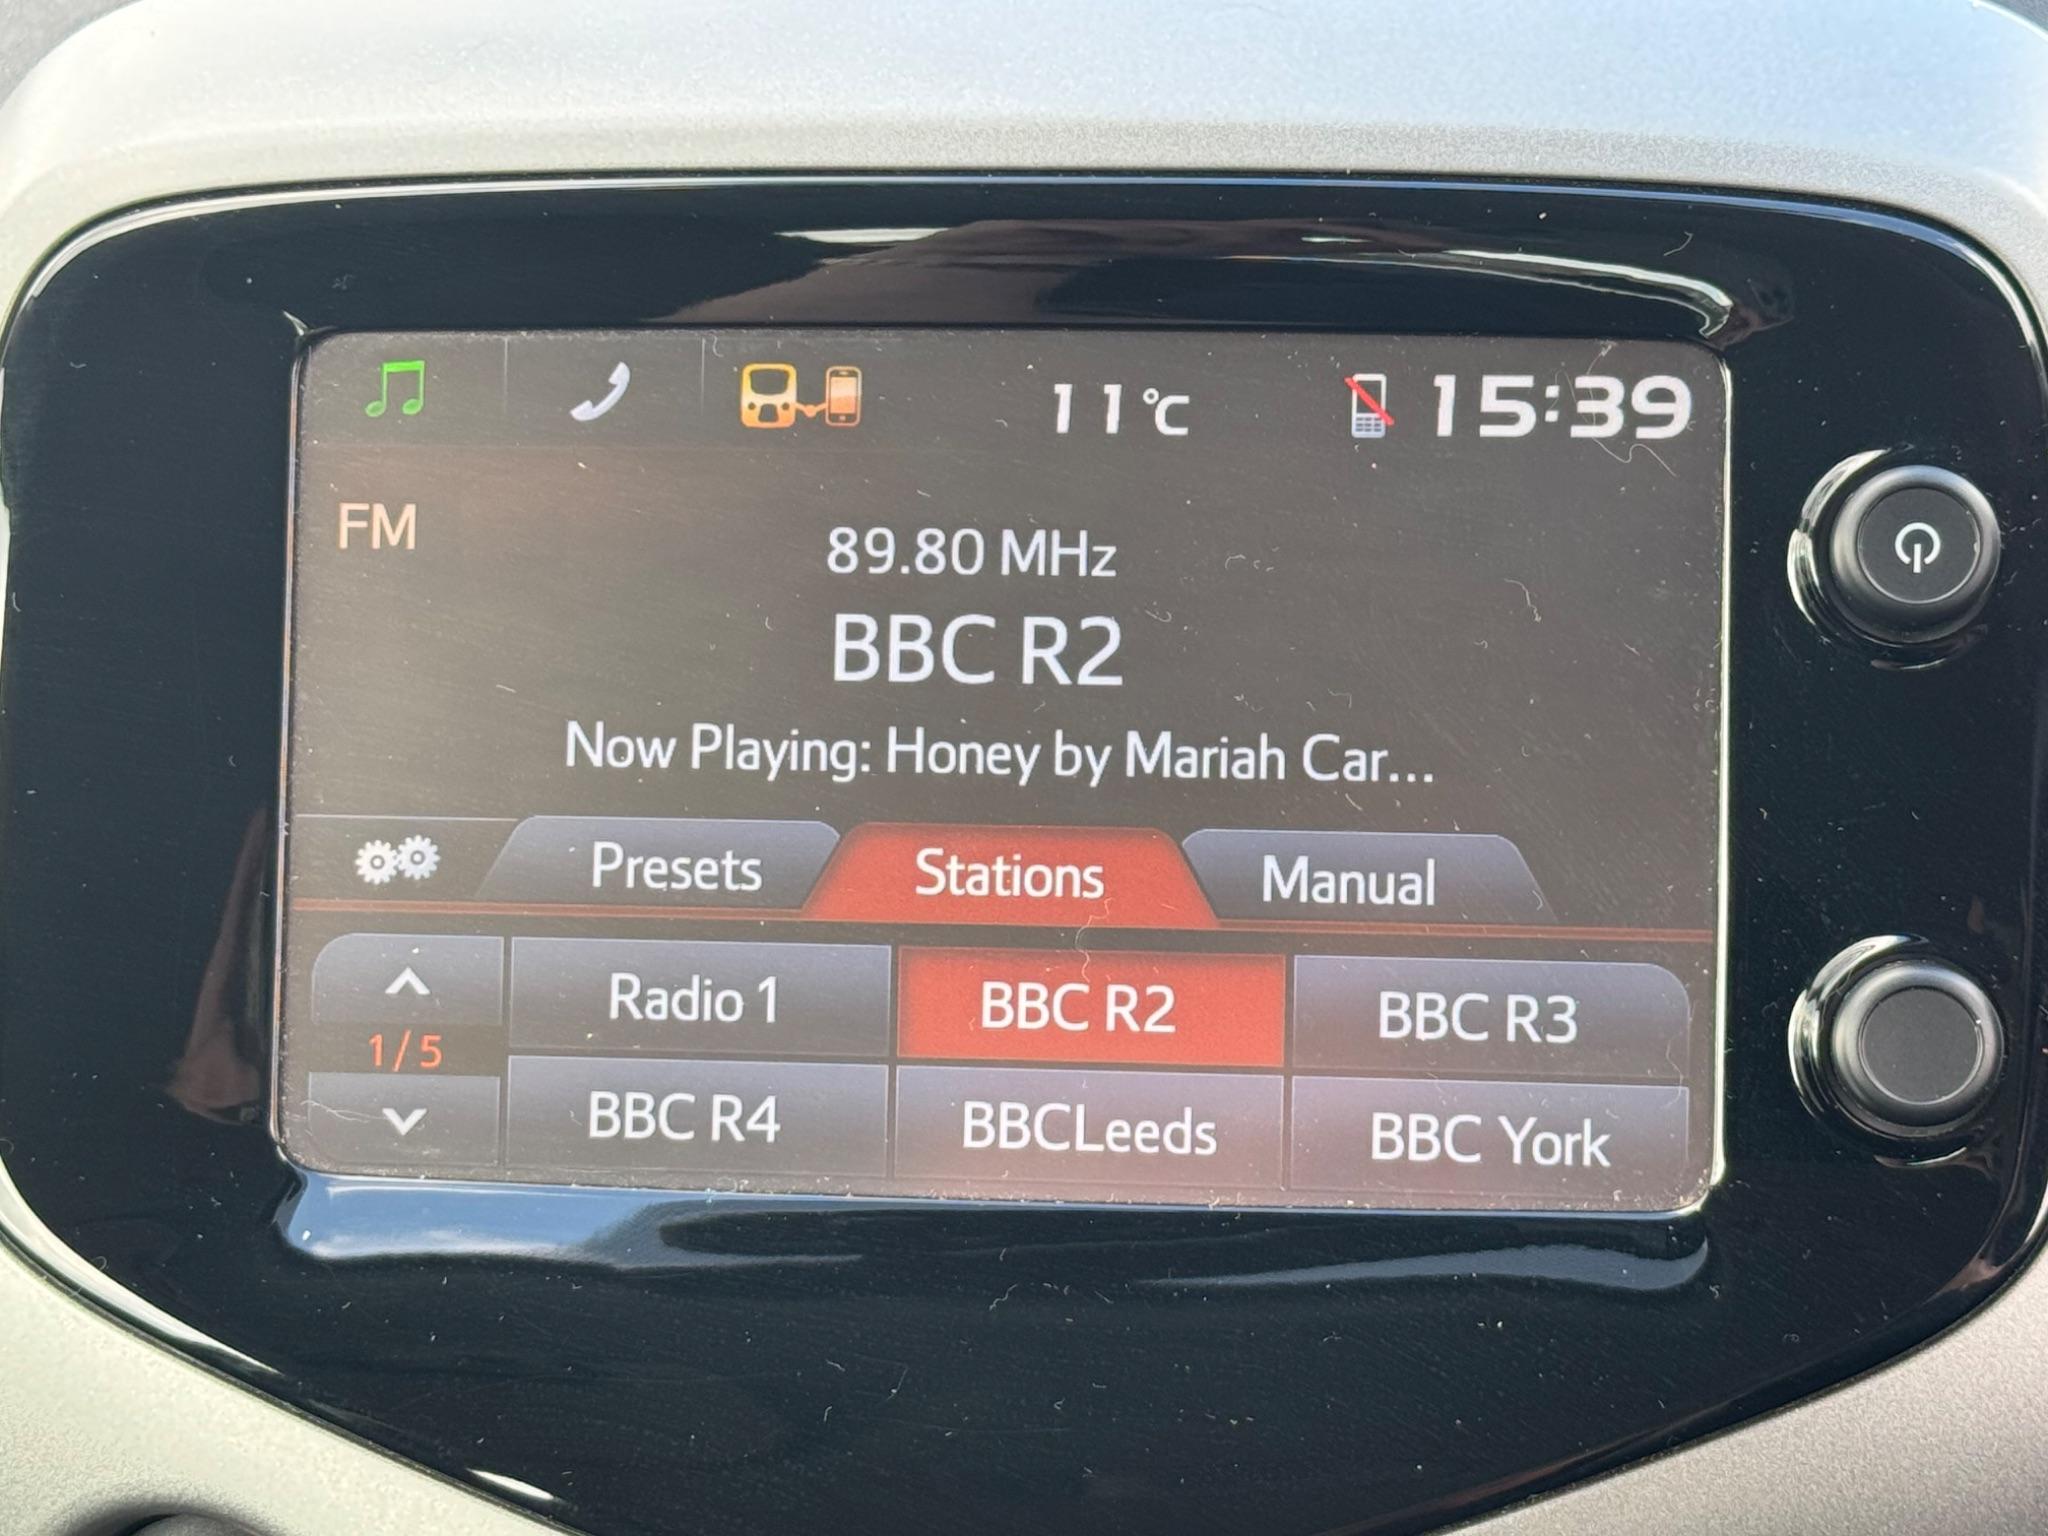 11°C 15:39
FM
89.80 MHz
BBC R2
Now Playing: Honey by Mariah Car...
Presets Stations Manual
Radio 1 BBC R2 BBC R3
1/5
BBC R4 BBCLeeds BBC York